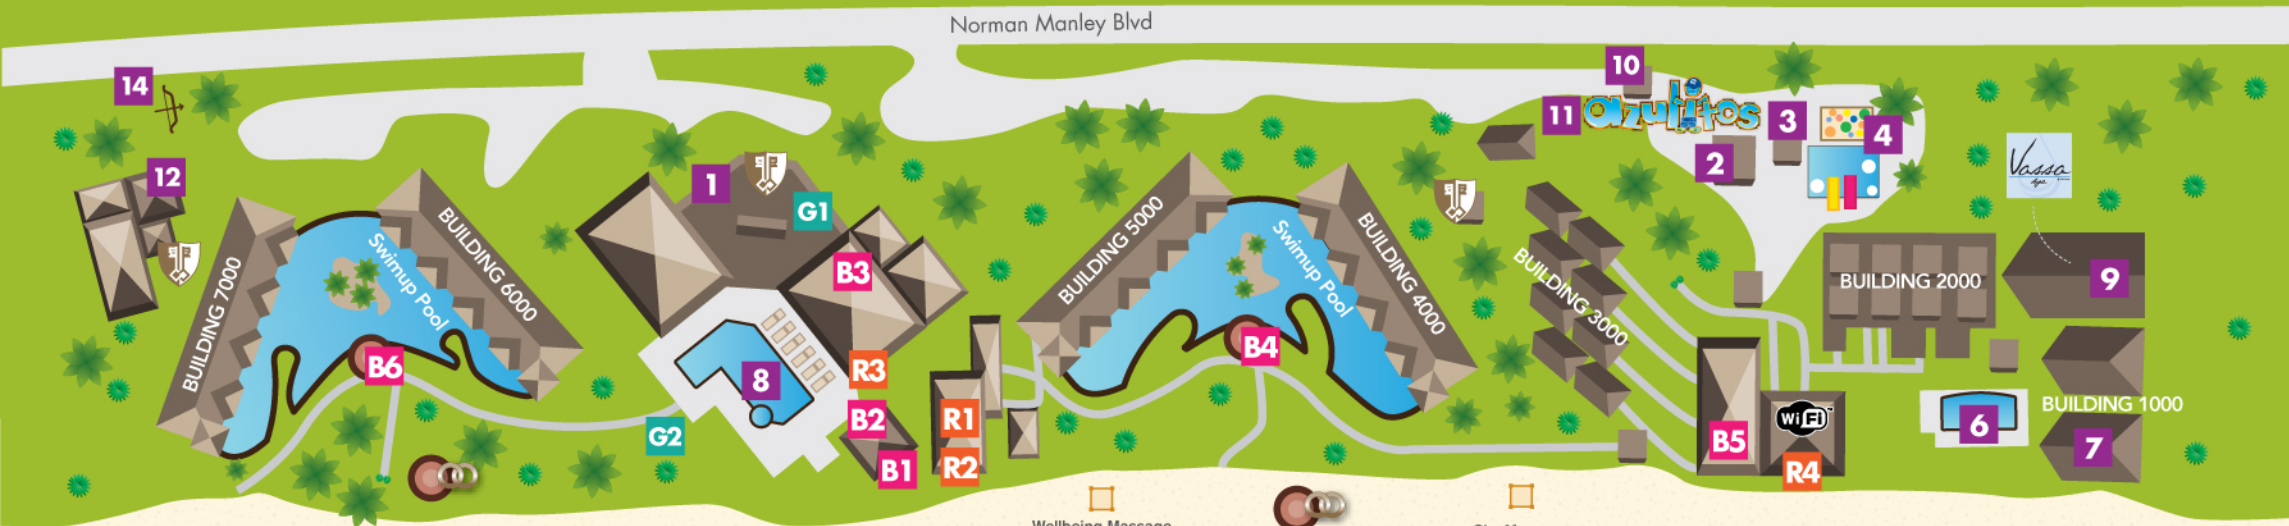 Norman Manley Blvd
14
12
BUILDING 7000
Swimup Pool
BUILDING 6000
B6
1
G1
B3
8
R3
B2
B1
G2
R1
R2
BUILDING 5000
Swimup Pool
BUILDING 4000
B4
10
11
azulitos
3
4
2
BUILDING 3000
BUILDING 2000
Vassa
spa
9
B5
WiFi
R4
6
BUILDING 1000
7
Wellbeing Massage